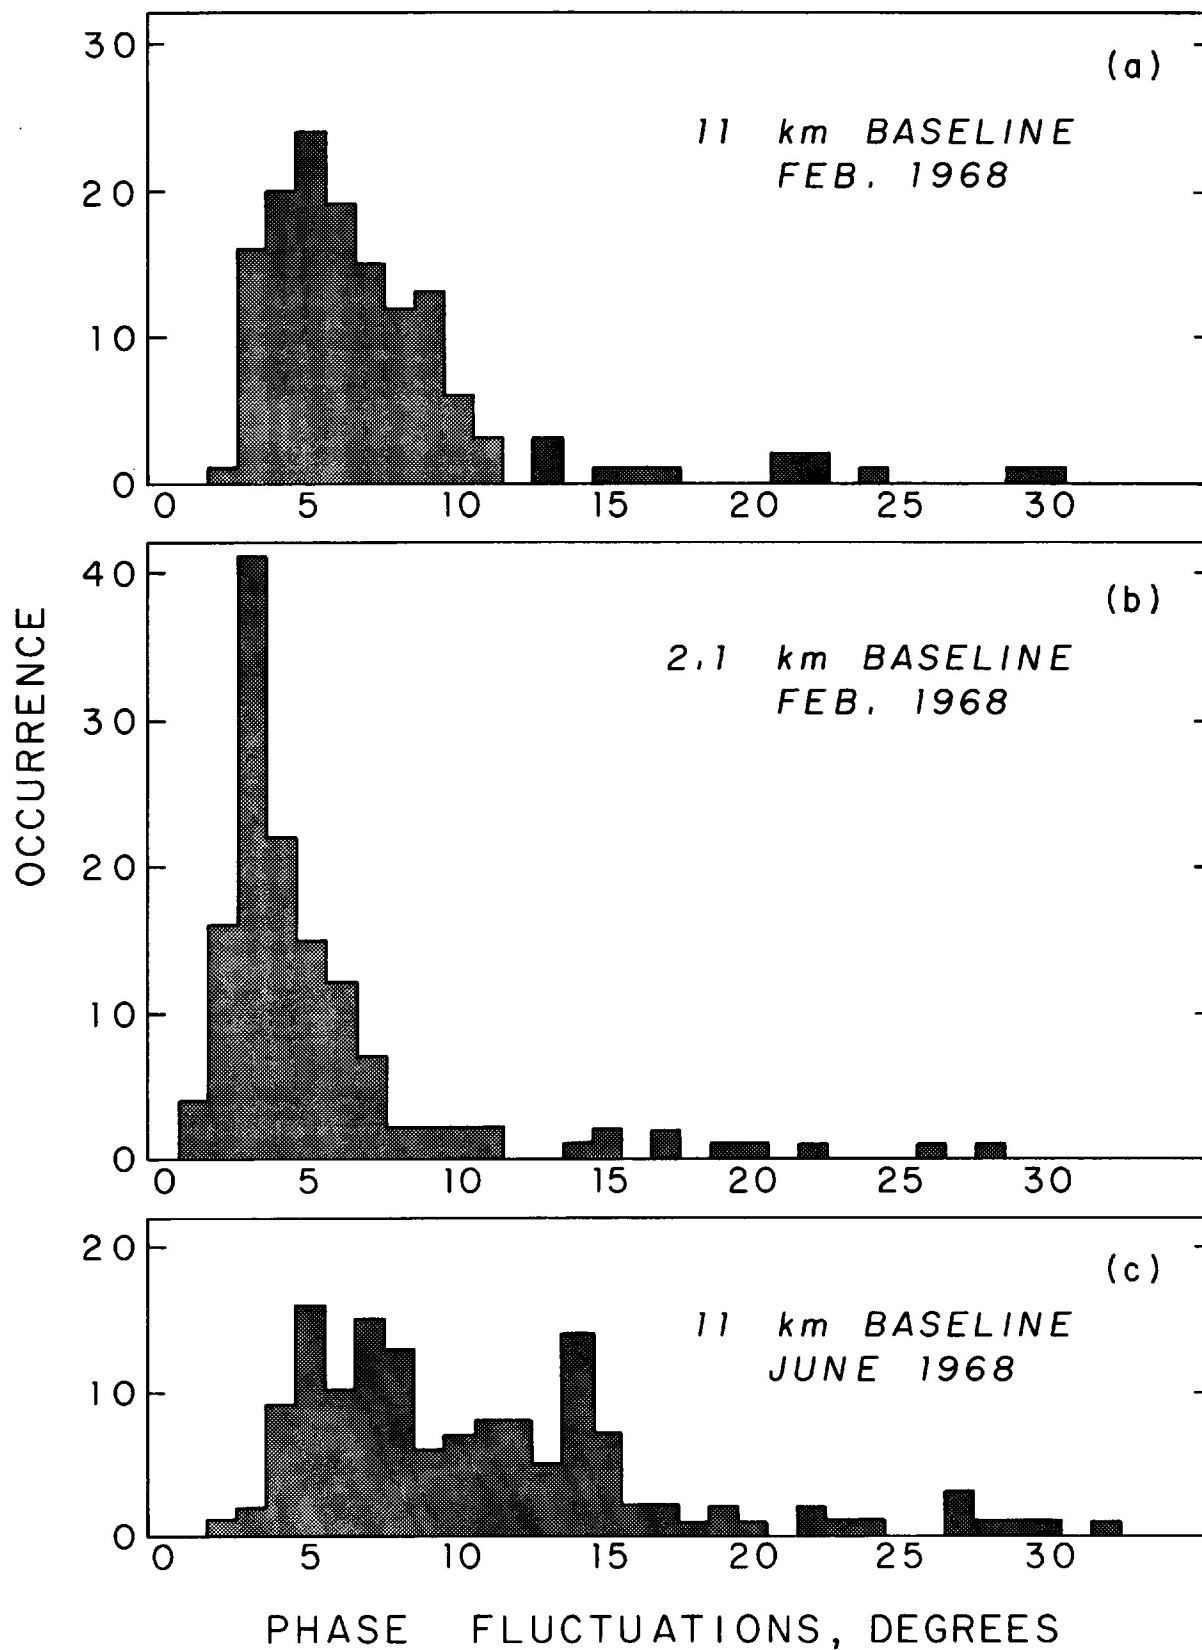 30
(a)
11 km BASELINE
FEB. 1968
20
10
0
0 5 10 15 20 25 30
40
(b)
2.1 km BASELINE
FEB. 1968
30
OCCURRENCE
20
10
0
0 5 10 15 20 25 30
20
(c)
11 km BASELINE
JUNE 1968
10
0
0 5 10 15 20 25 30
PHASE FLUCTUATIONS, DEGREES